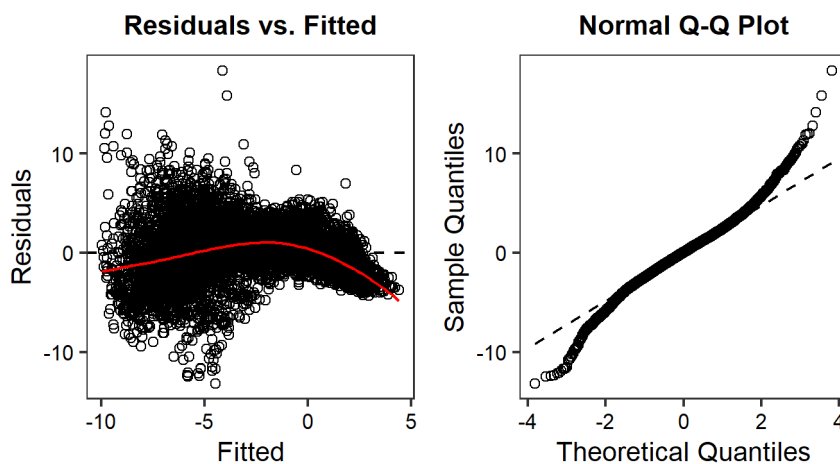 Residuals vs. Fitted
Residuals
10
0
-10
-10
-5
0
5
Fitted
Normal Q-Q Plot
Sample Quantiles
10
0
-10
-4
-2
0
2
4
Theoretical Quantiles